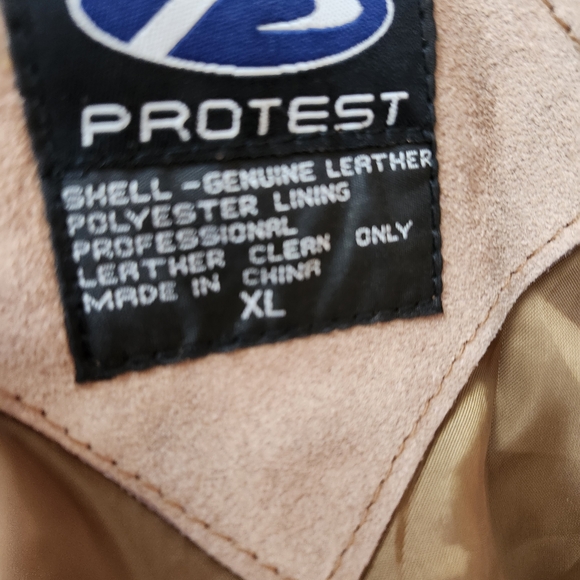 PROTEST
SHELL - GENUINE LEATHER
POLYESTER LINING
PROFESSIONAL
LEATHER CLEAN ONLY
MADE IN CHINA
XL